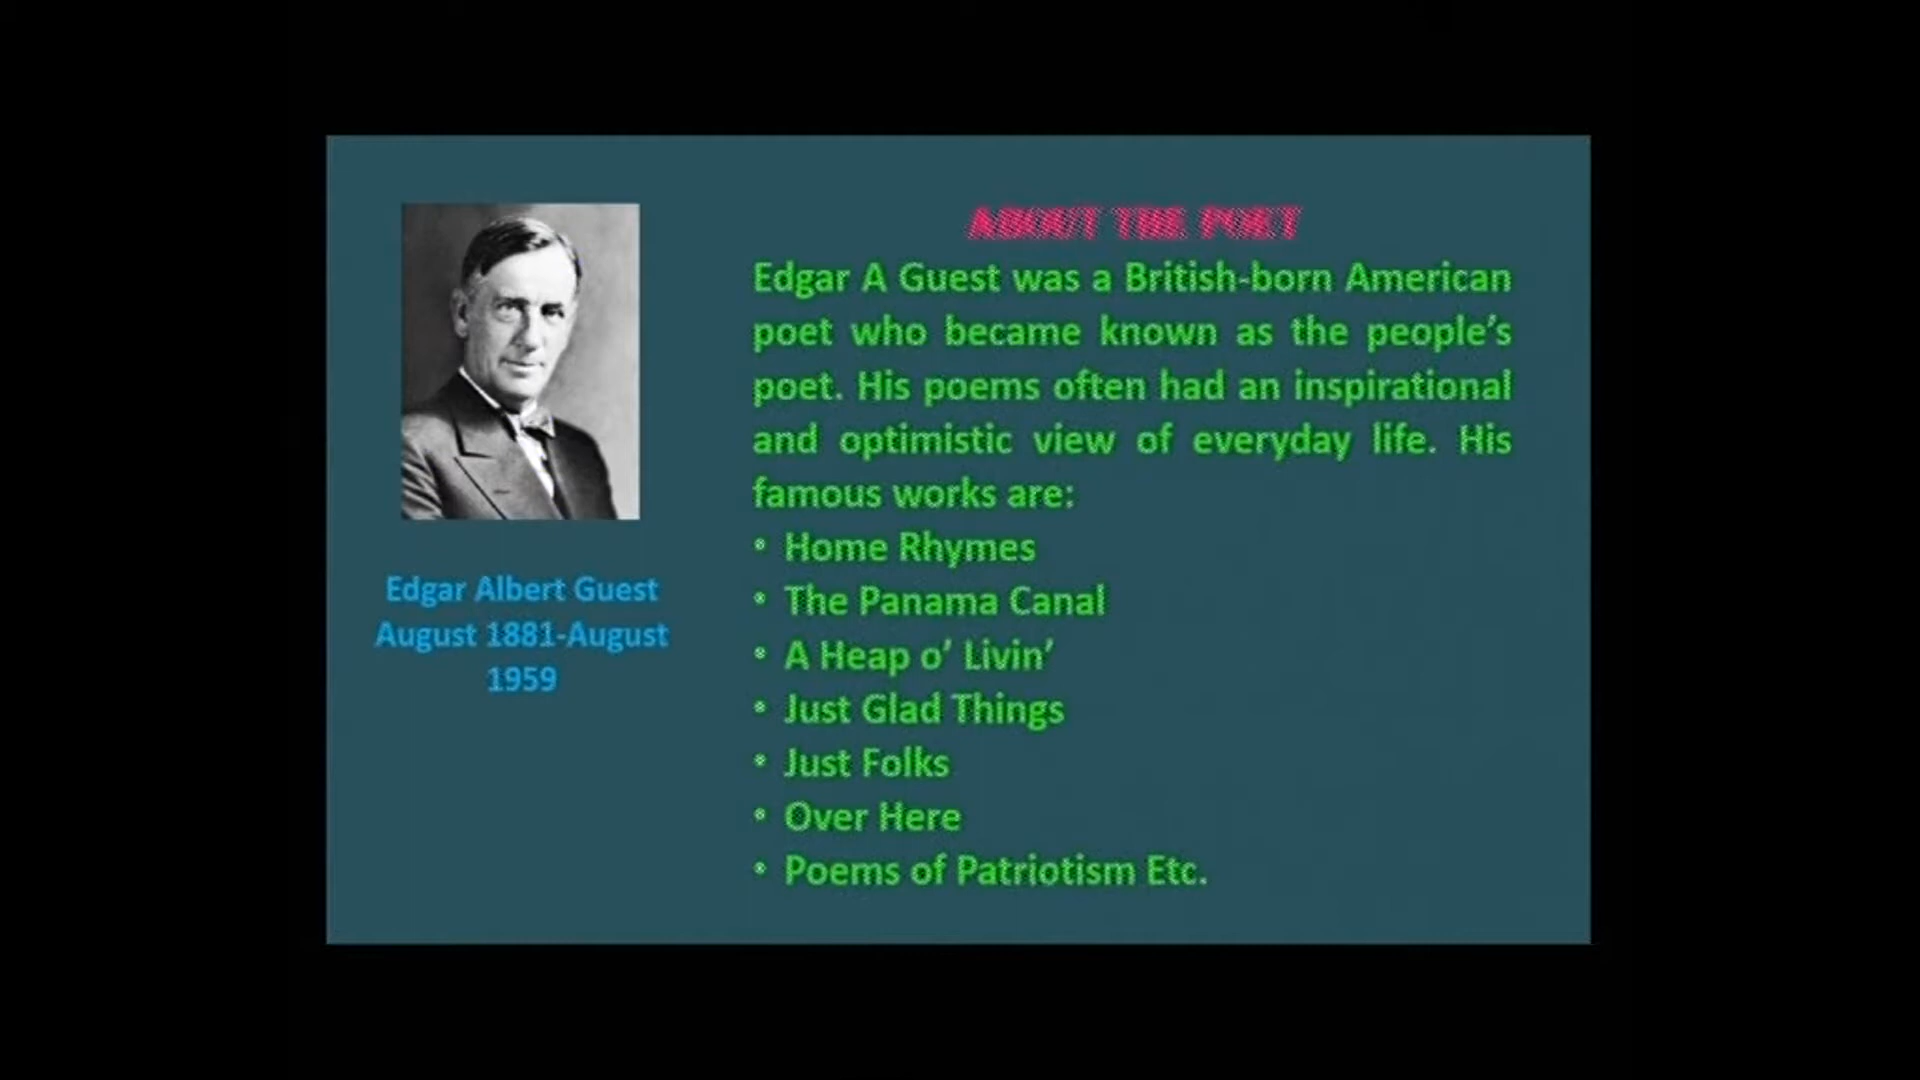 ABOUT THE POET
Edgar A Guest was a British-born American
poet who became known as the people's
poet. His poems often had an inspirational
and optimistic view of everyday life. His
famous works are:
• Home Rhymes
• The Panama Canal
• A Heap o’ Livin’
• Just Glad Things
• Just Folks
• Over Here
• Poems of Patriotism Etc.
Edgar Albert Guest
August 1881-August
1959